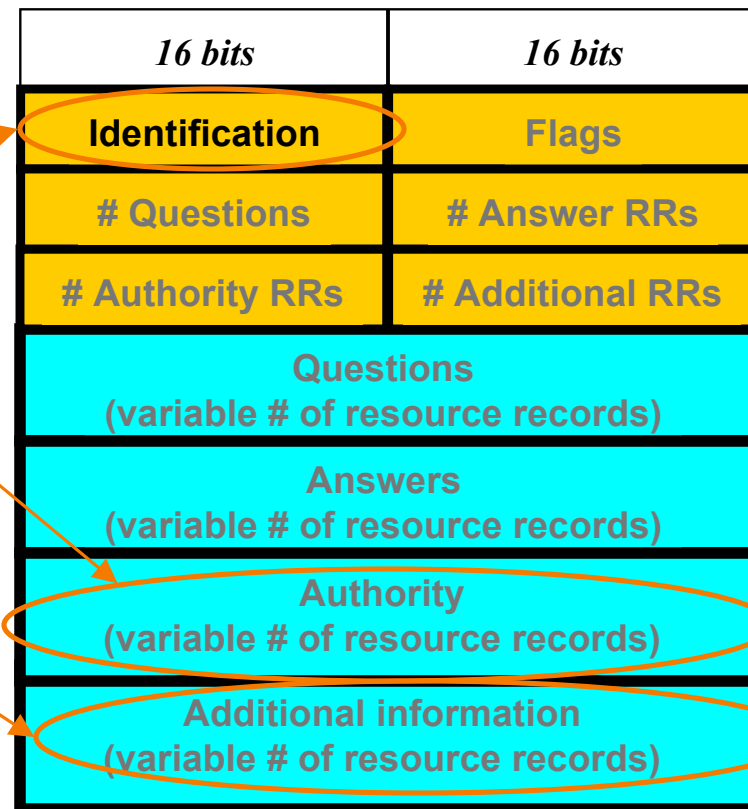 16 bits 16 bits
Identification Flags
# Questions # Answer RRs
# Authority RRs # Additional RRs
Questions
(variable # of resource records)
Answers
(variable # of resource records)
Authority
(variable # of resource records)
Additional information
(variable # of resource records)